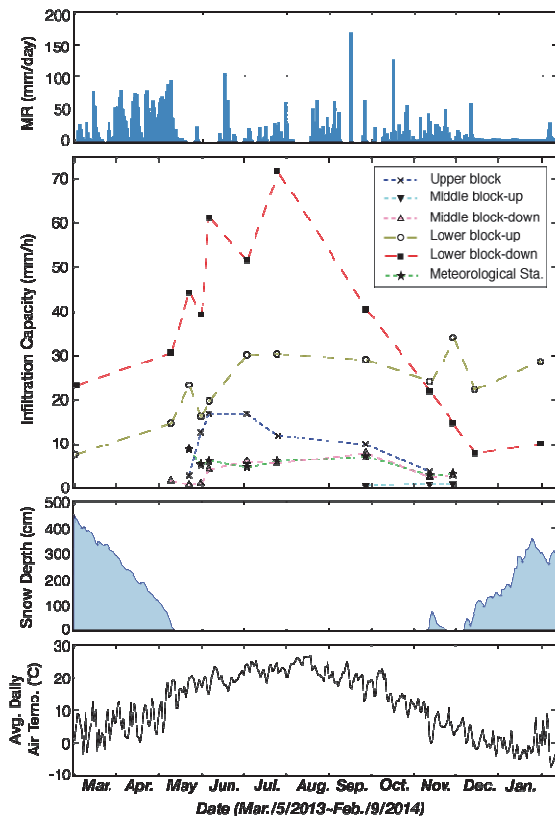 200
150
100
50
0
MR (mm/day)
70
60
50
40
30
20
10
0
Infiltration Capacity (mm/h)
Upper block
Middle block-up
Middle block-down
Lower block-up
Lower block-down
Meteorological Sta.
500
400
300
200
100
0
Snow Depth (cm)
30
20
10
0
-10
Avg. Daily
Air Temp. (℃)
Mar. Apr. May Jun. Jul. Aug. Sep. Oct. Nov. Dec. Jan.
Date (Mar./5/2013~Feb./9/2014)